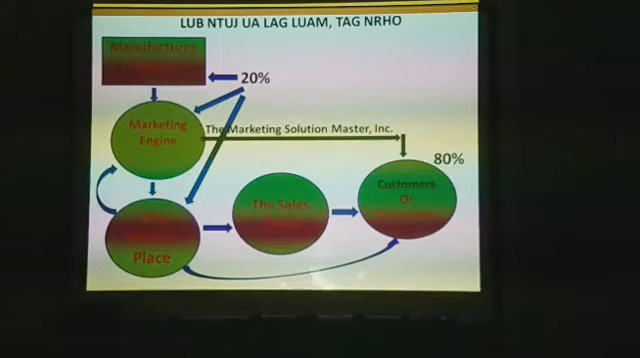 LUB NTUJ UA LAG LUAM, TAG NRHO
Manufacturer
20%
Marketing
Engine
The Marketing Solution Master, Inc.
80%
Customers
Or
The Sales
Place